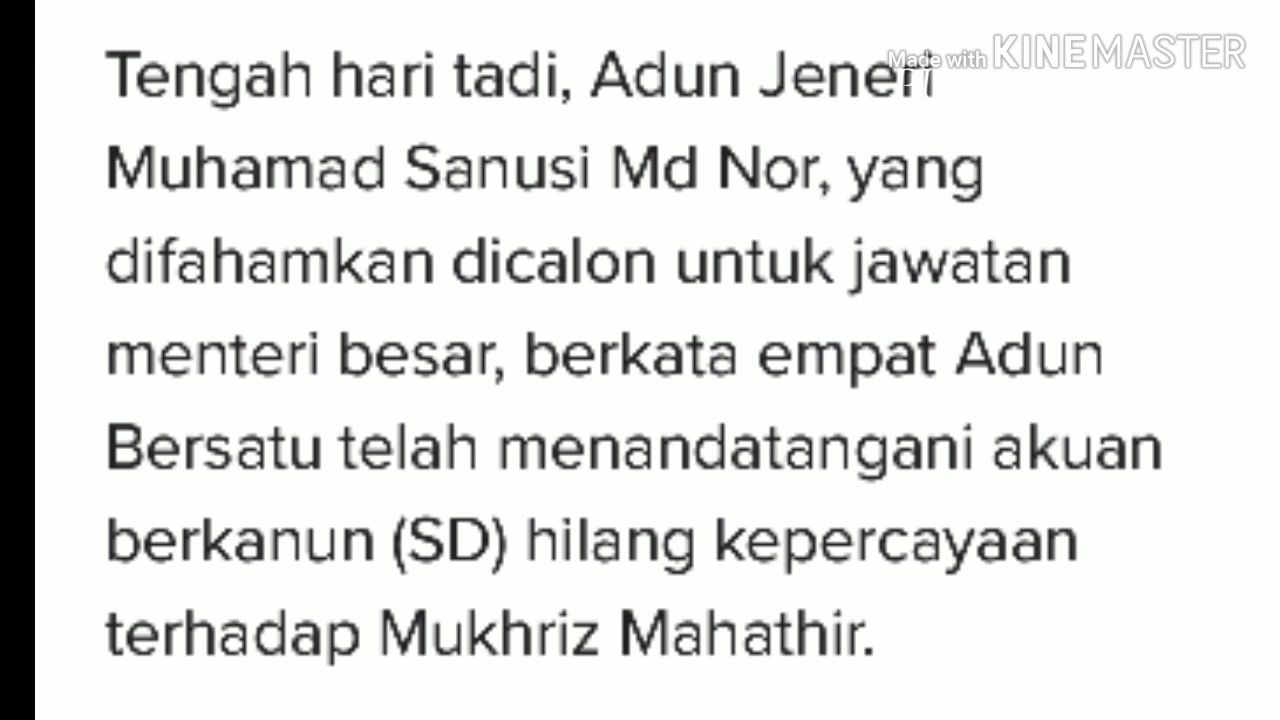 Made with KINEMASTER
Tengah hari tadi, Adun Jeneri
Muhamad Sanusi Md Nor, yang
difahamkan dicalon untuk jawatan
menteri besar, berkata empat Adun
Bersatu telah menandatangani akuan
berkanun (SD) hilang kepercayaan
terhadap Mukhriz Mahathir.